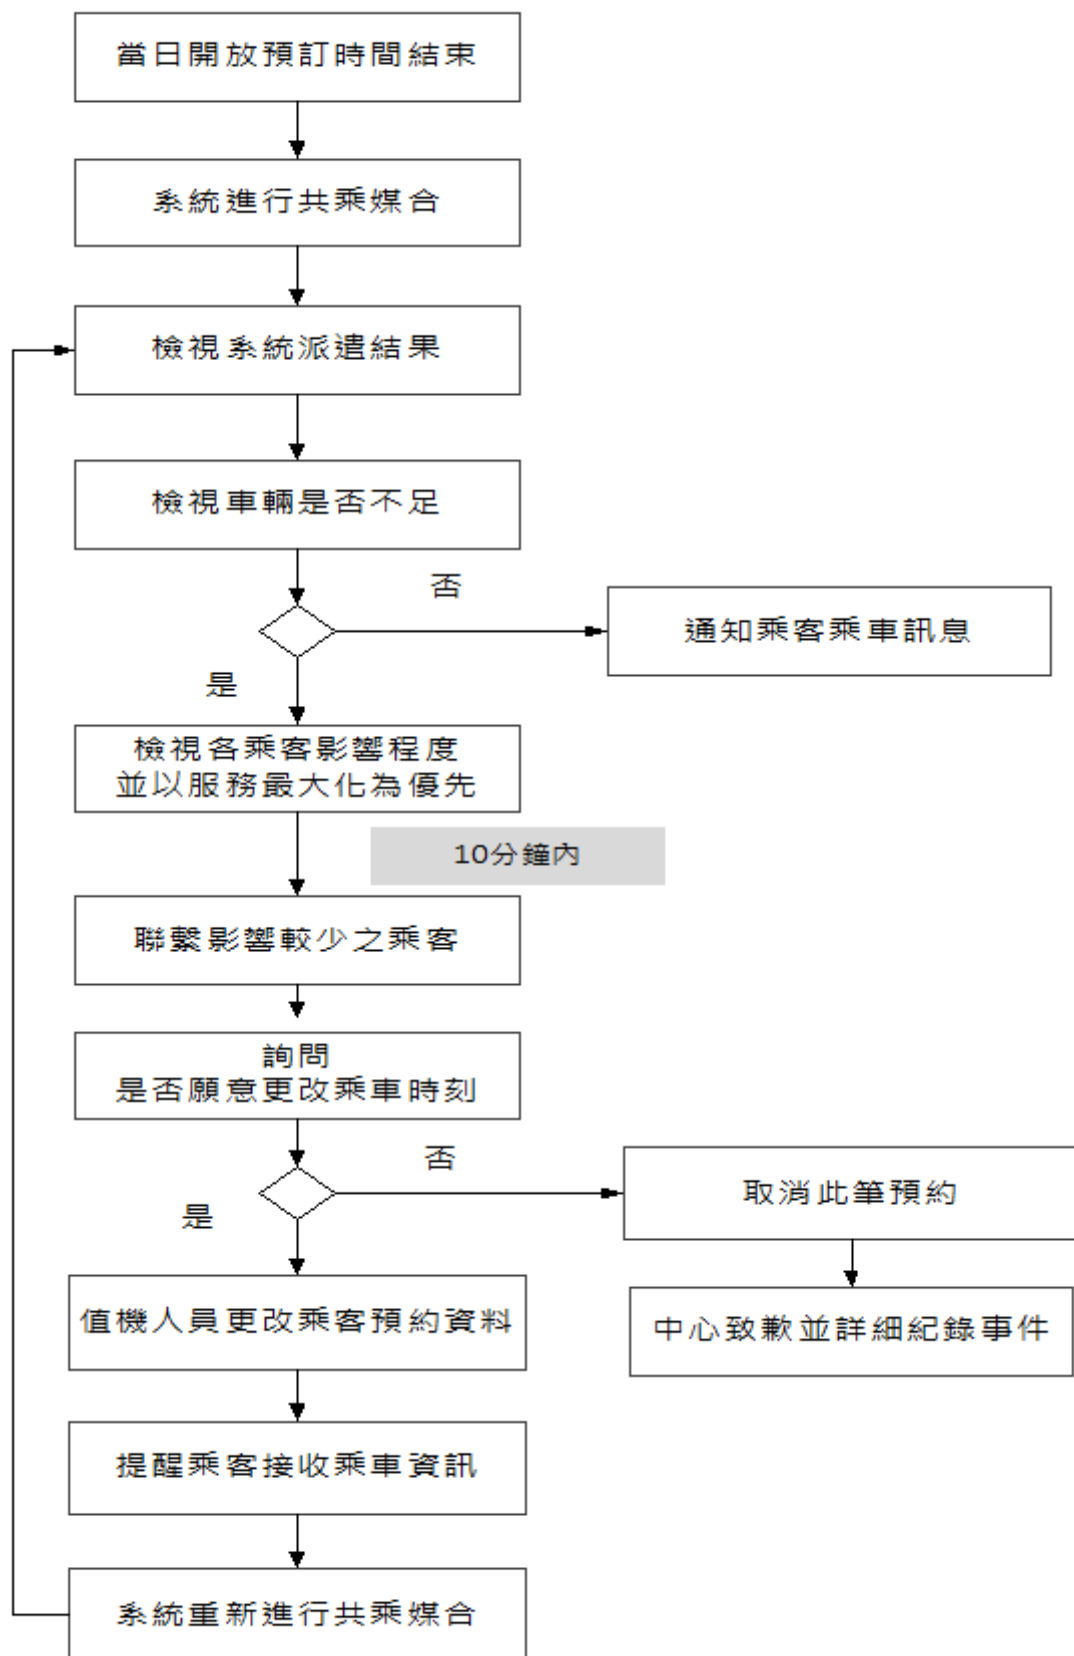 當日開放預訂時間結束
系統進行共乘媒合
檢視系統派遣結果
檢視車輛是否不足
否
通知乘客乘車訊息
是
檢視各乘客影響程度
並以服務最大化為優先
10分鐘內
聯繫影響較少之乘客
詢問
是否願意更改乘車時刻
否
取消此筆預約
是
中心致歉並詳細紀錄事件
值機人員更改乘客預約資料
提醒乘客接收乘車資訊
系統重新進行共乘媒合